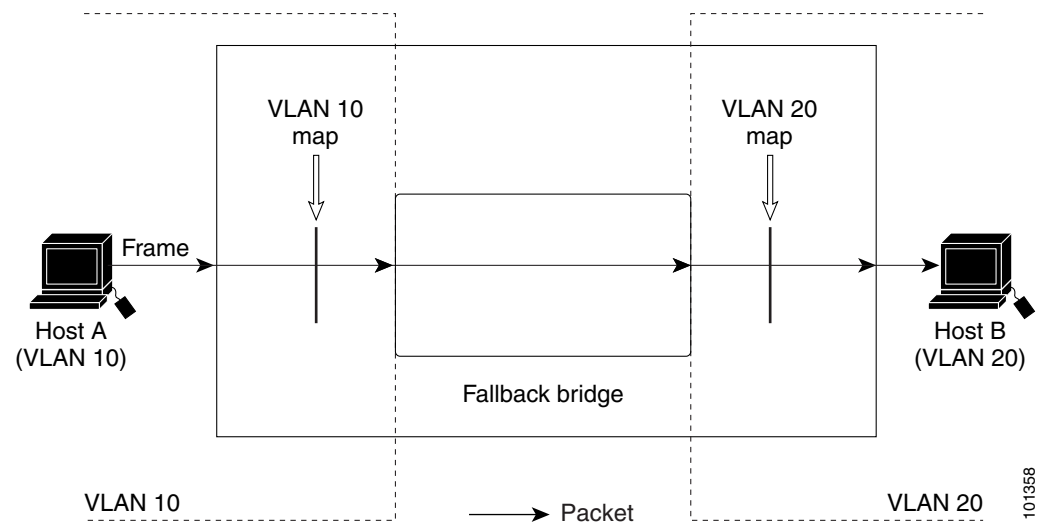 VLAN 10
map
VLAN 20
map
Frame
Host A
(VLAN 10)
Host B
(VLAN 20)
Fallback bridge
VLAN 10
Packet
VLAN 20
101358